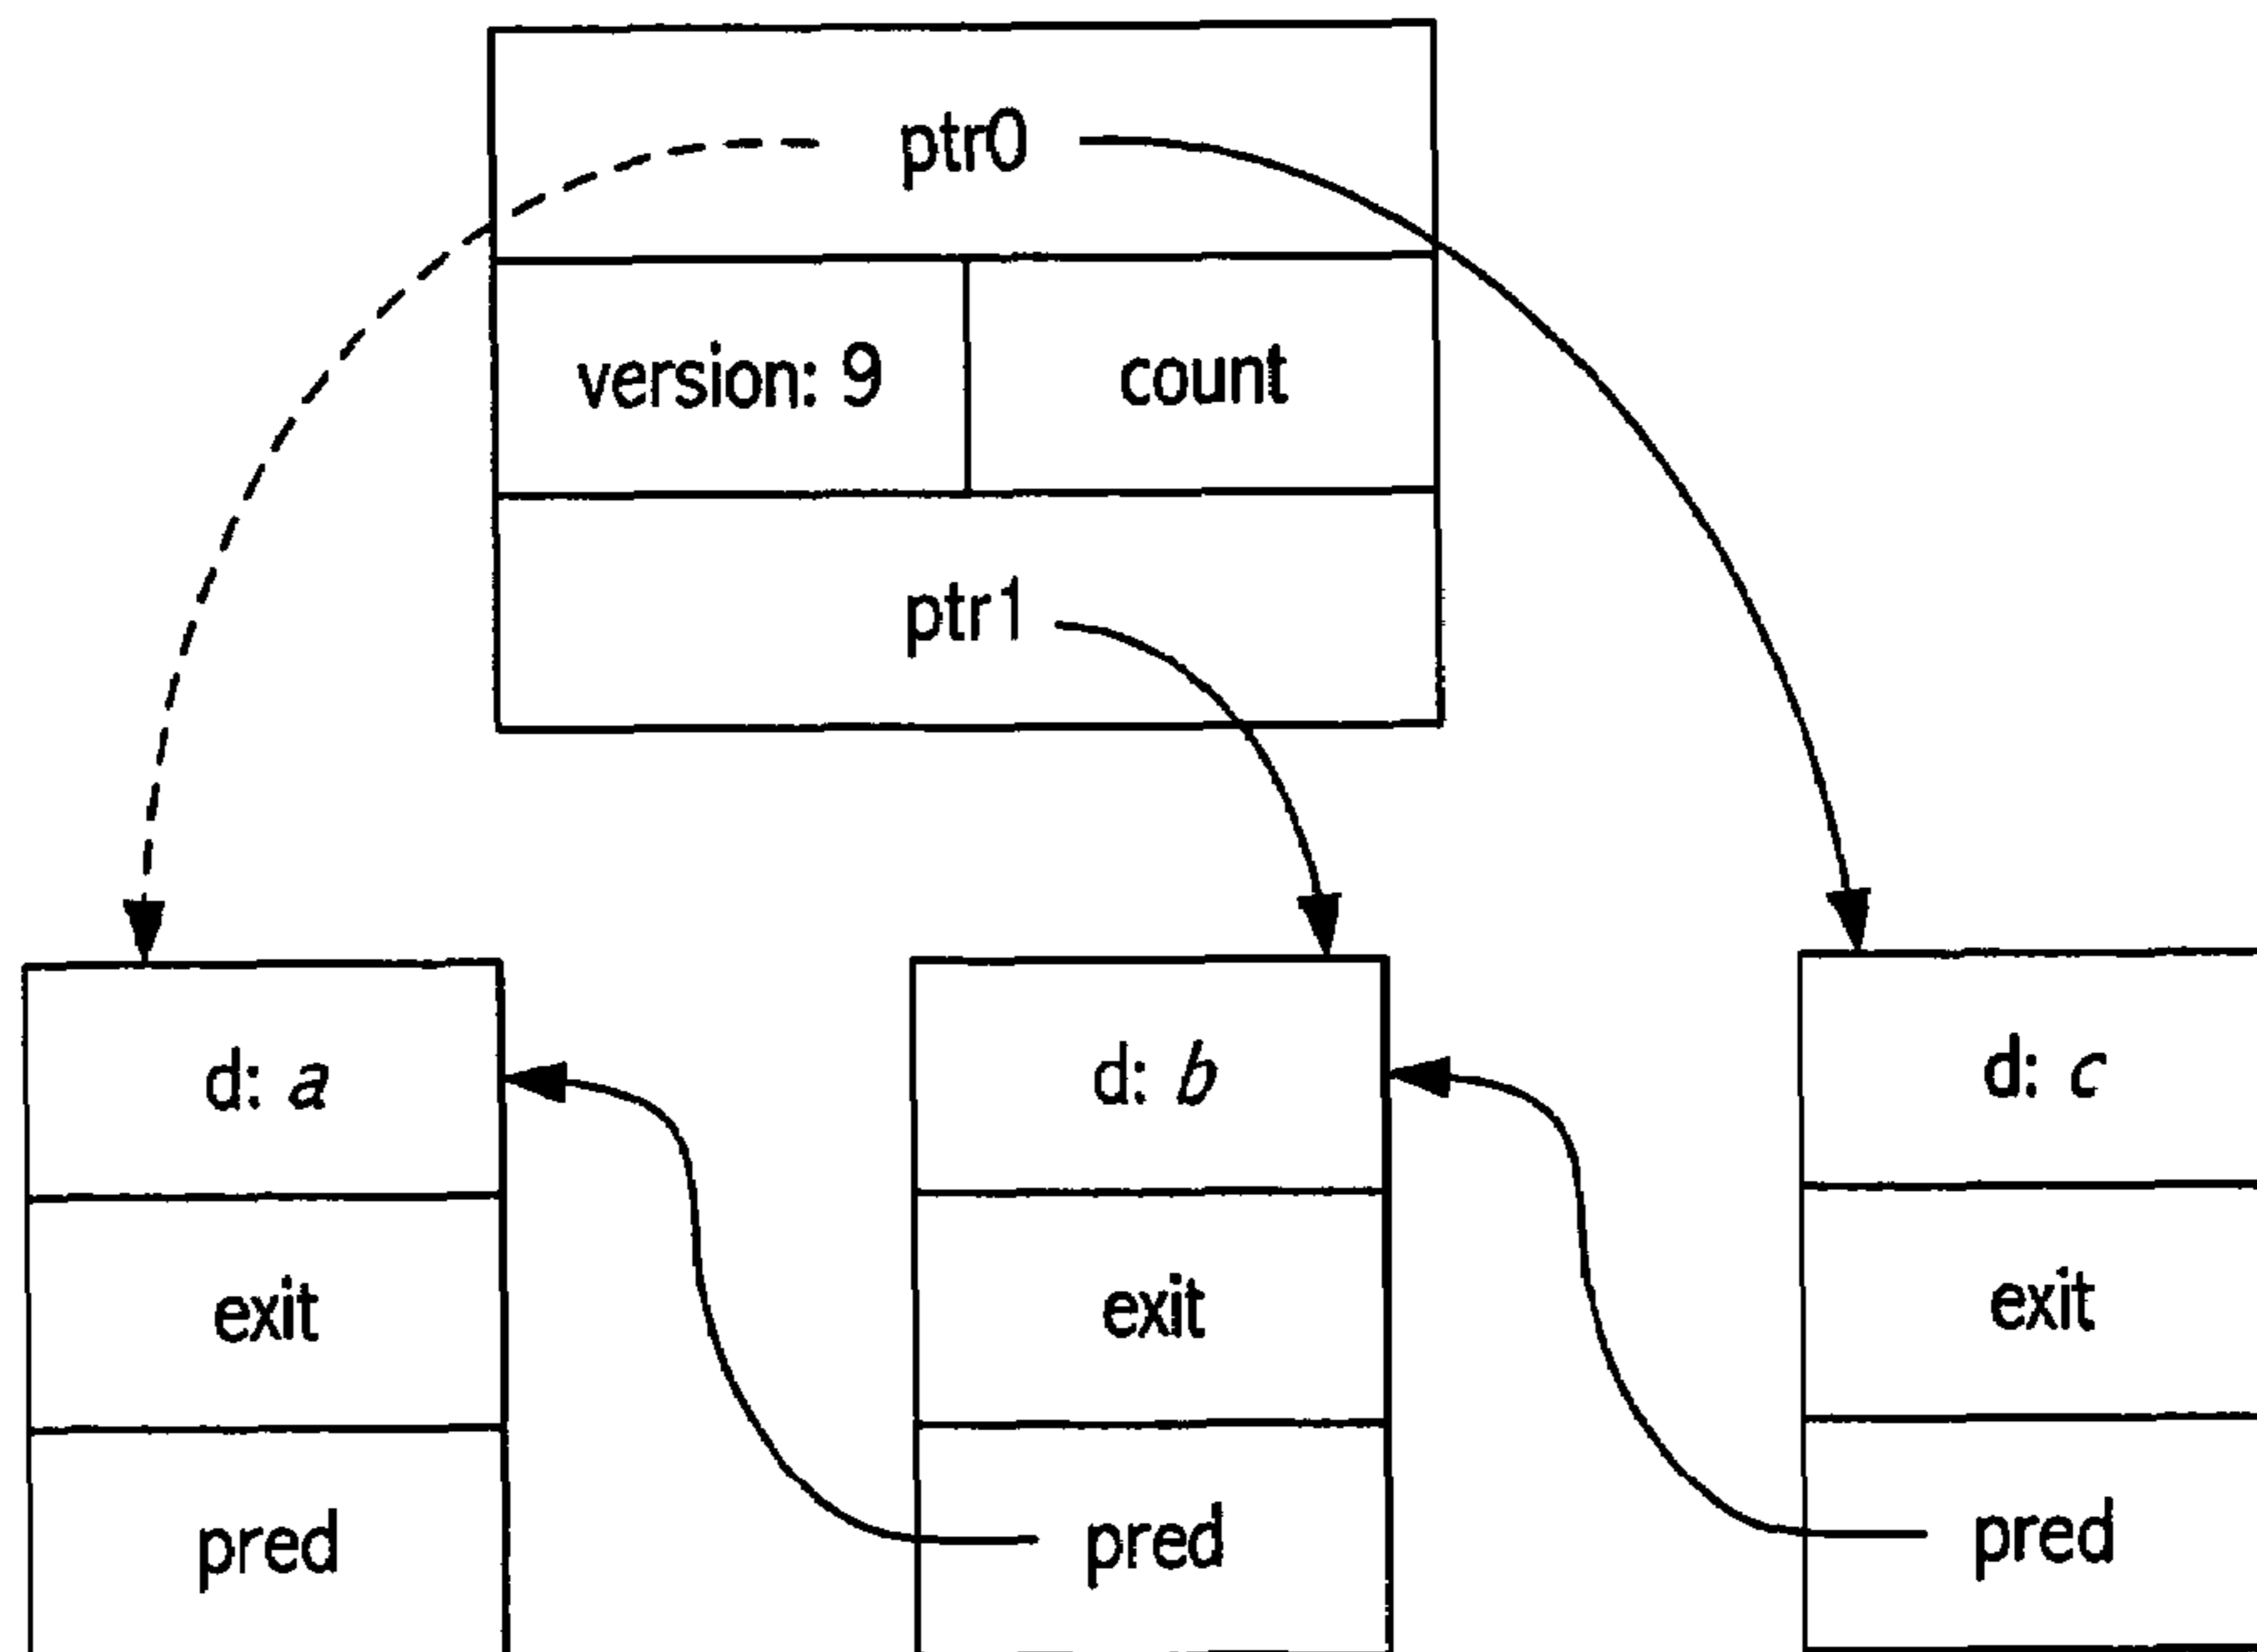 ptr0
version: 9 count
ptr1
d: a d: b d: c
exit exit exit
pred pred pred